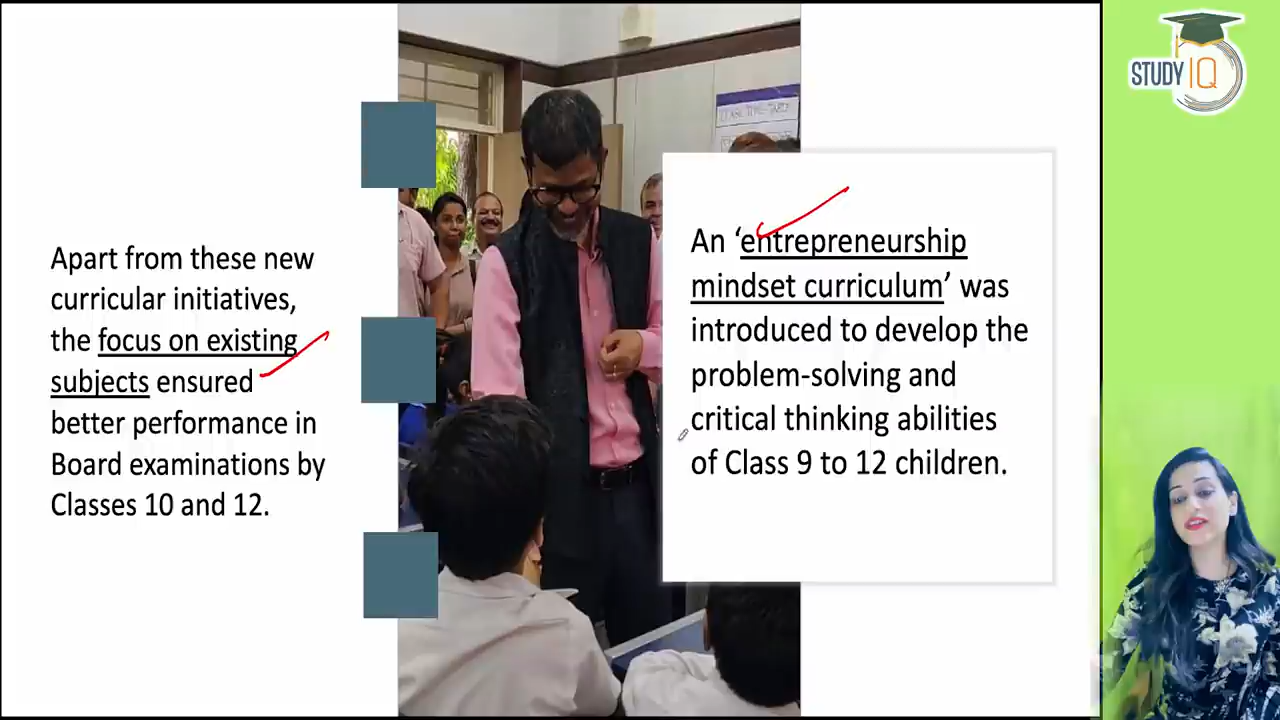 Apart from these new
curricular initiatives,
the focus on existing
subjects ensured
better performance in
Board examinations by
Classes 10 and 12.
An ‘entrepreneurship
mindset curriculum’ was
introduced to develop the
problem-solving and
critical thinking abilities
of Class 9 to 12 children.
STUDY IQ